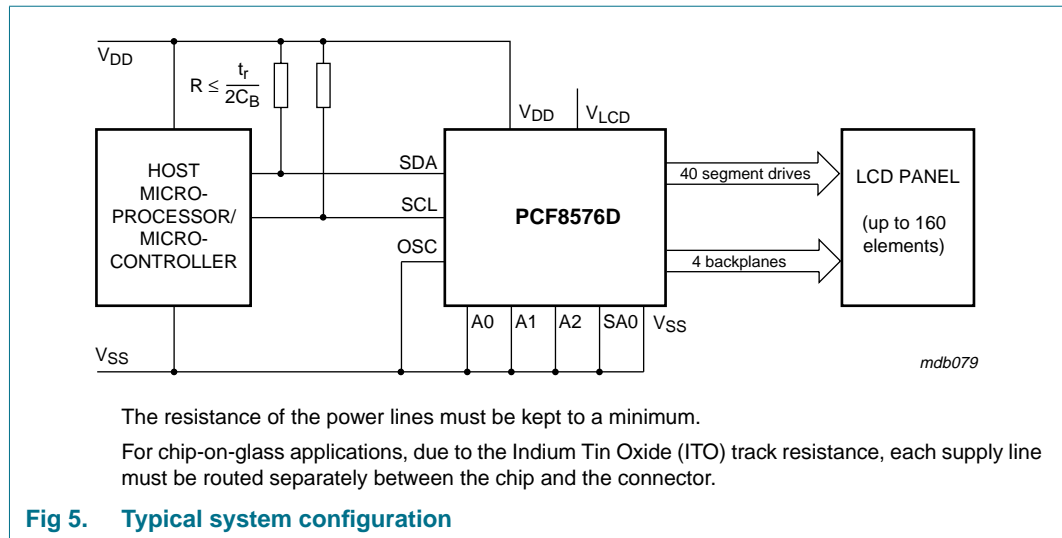 VDD
R ≤ tr
2CB
VDD
VLCD
HOST
MICRO-
PROCESSOR/
MICRO-
CONTROLLER
SDA
SCL
OSC
PCF8576D
40 segment drives
4 backplanes
LCD PANEL
(up to 160
elements)
A0
A1
A2
SA0
VSS
VSS
mdb079
The resistance of the power lines must be kept to a minimum.
For chip-on-glass applications, due to the Indium Tin Oxide (ITO) track resistance, each supply line
must be routed separately between the chip and the connector.
Fig 5. Typical system configuration